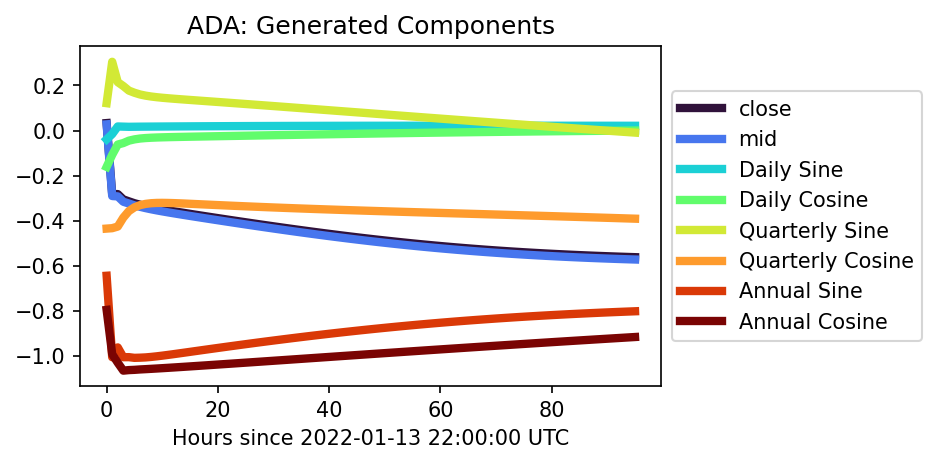 ADA: Generated Components
0.2
0.0
−0.2
−0.4
−0.6
−0.8
−1.0
0 20 40 60 80
Hours since 2022-01-13 22:00:00 UTC
close
mid
Daily Sine
Daily Cosine
Quarterly Sine
Quarterly Cosine
Annual Sine
Annual Cosine